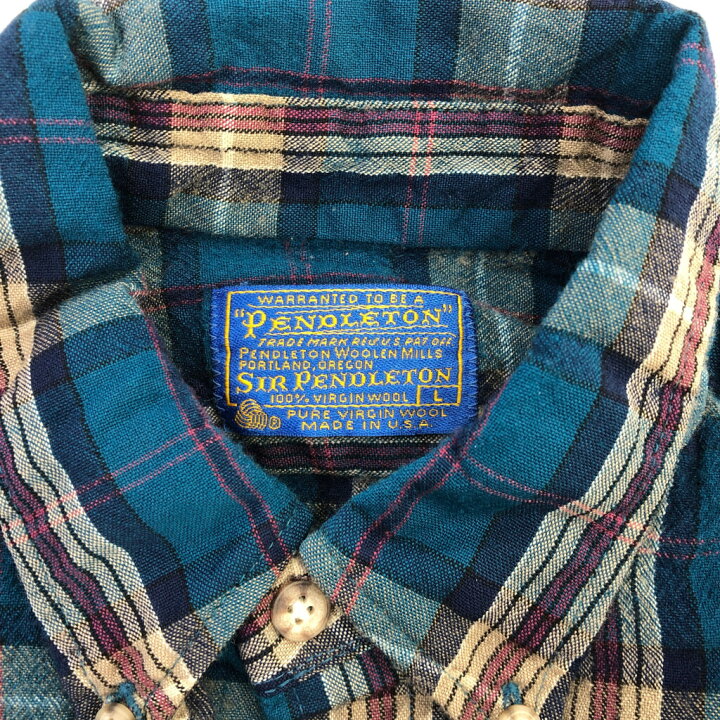 WARRANTED TO BE A
"PENDLETON"
TRADE MARK REG U.S. PAT OFF.
PENDLETON WOOLEN MILLS
PORTLAND, OREGON
SIR PENDLETON
100% VIRGIN WOOL L
PURE VIRGIN WOOL
MADE IN U.S.A.